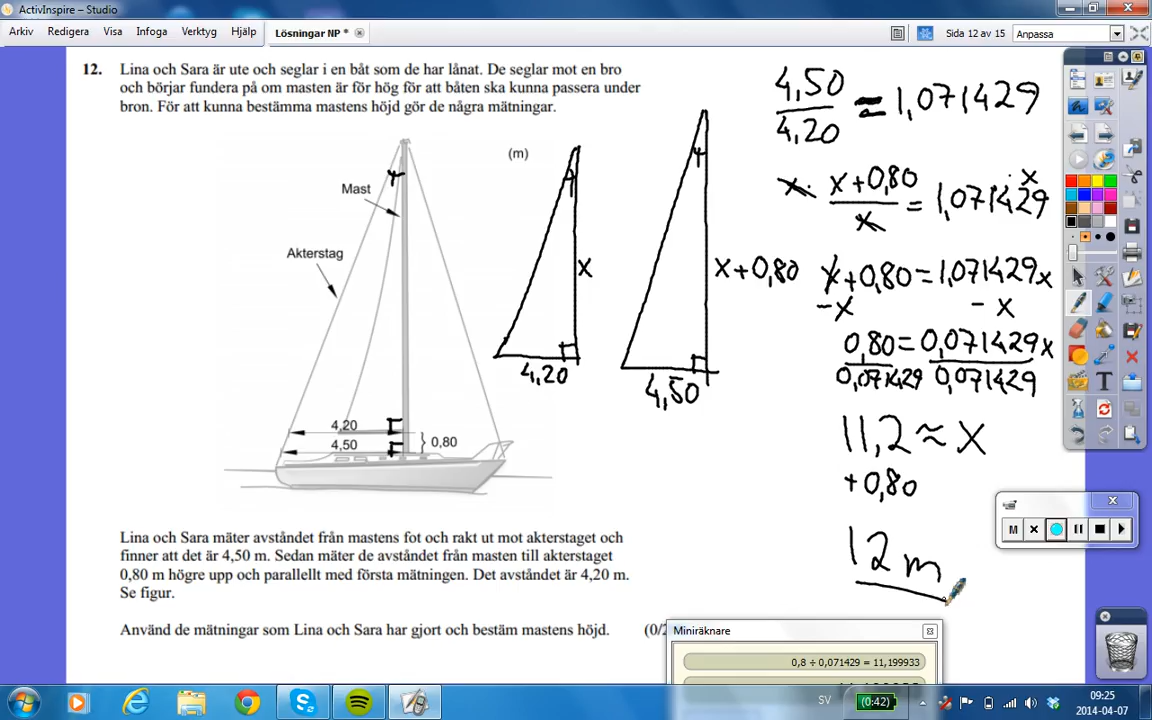 ActivInspire – Studio
Arkiv Redigera Visa Infoga Verktyg Hjälp Lösningar NP * Sida 12 av 15 Anpassa
12. Lina och Sara är ute och seglar i en båt som de har lånat. De seglar mot en bro
och börjar fundera på om masten är för hög för att båten ska kunna passera under
bron. För att kunna bestämma mastens höjd gör de några mätningar.
(m)
Mast
Akterstag
4,20
4,50
0,80
x
4,20
x+0,80
4,50
4,50/4,20 = 1,071429
x· x+0,80/x = 1,071429 ·x
x+0,80=1,071429x
-x -x
0,80=0,071429x
0,071429 0,071429
11,2≈x
+0,80
12 m
Lina och Sara mäter avståndet från mastens fot och rakt ut mot akterstaget och
finner att det är 4,50 m. Sedan mäter de avståndet från masten till akterstaget
0,80 m högre upp och parallellt med första mätningen. Det avståndet är 4,20 m.
Se figur.
Använd de mätningar som Lina och Sara har gjort och bestäm mastens höjd. (0/2
M
Miniräknare
0,8 ÷ 0,071429 = 11,199933
SV (0:42) 09:25
2014-04-07